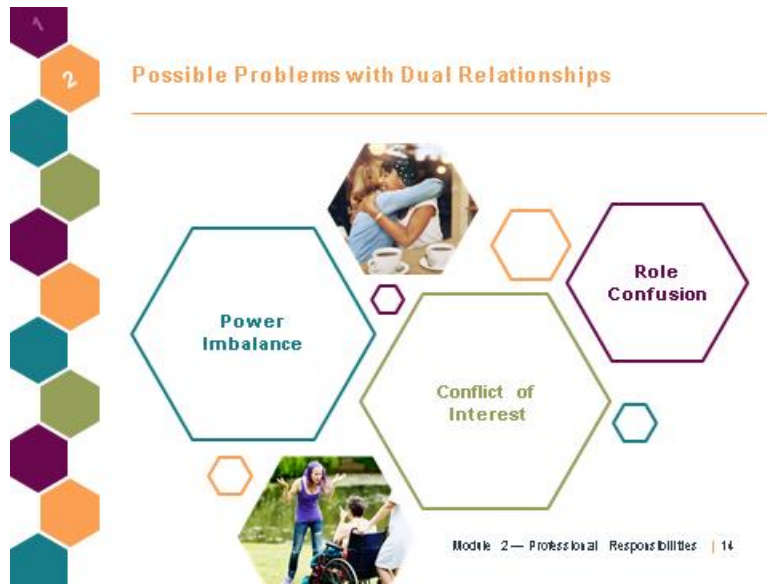 1
2
Possible Problems with Dual Relationships
Role
Confusion
Power
Imbalance
Conflict of
Interest
Module 2— Professional Responsibilities | 14